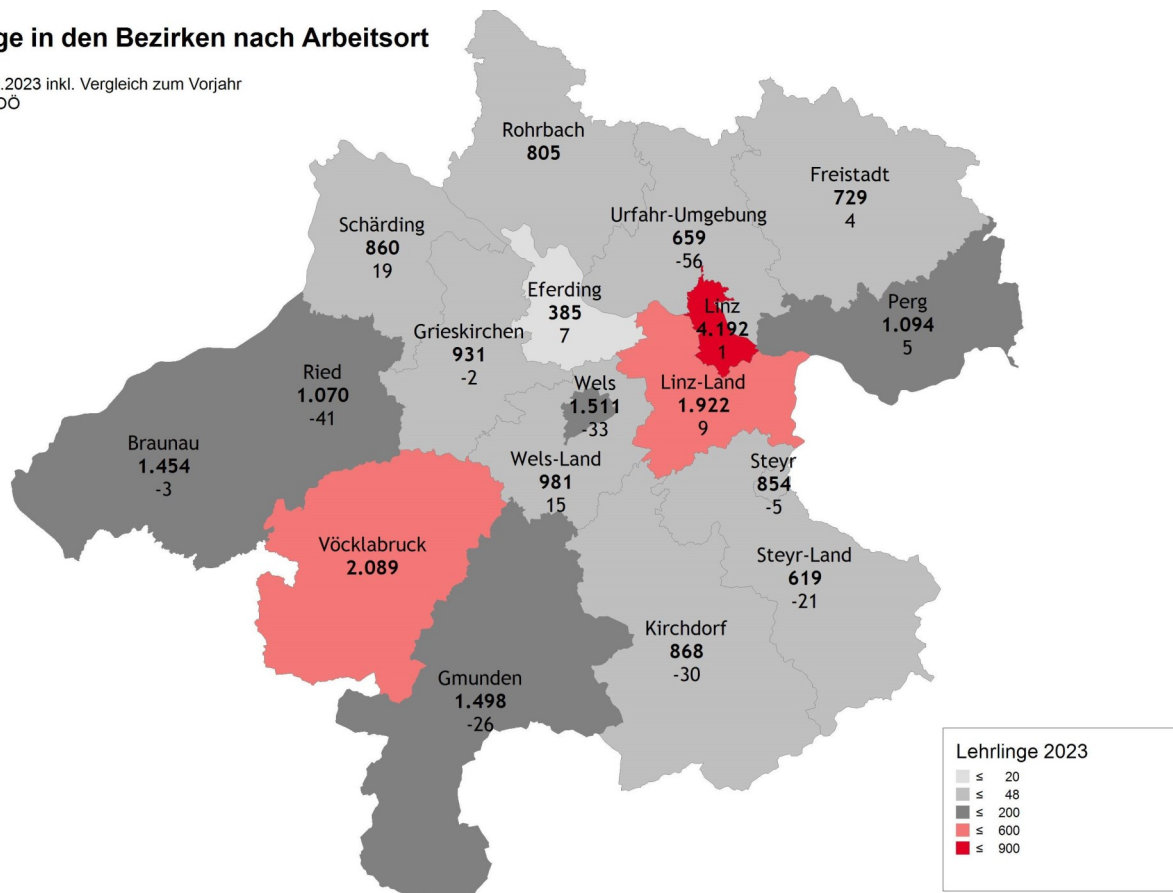 ge in den Bezirken nach Arbeitsort
.2023 inkl. Vergleich zum Vorjahr
OÖ
Rohrbach
805
Freistadt
729
4
Urfahr-Umgebung
659
-56
Schärding
860
19
Eferding
385
7
Linz
4.192
1
Perg
1.094
5
Grieskirchen
931
-2
Ried
1.070
-41
Wels
1.511
-33
Linz-Land
1.922
9
Braunau
1.454
-3
Wels-Land
981
15
Steyr
854
-5
Vöcklabruck
2.089
Steyr-Land
619
-21
Kirchdorf
868
-30
Gmunden
1.498
-26
Lehrlinge 2023
≤ 20
≤ 48
≤ 200
≤ 600
≤ 900